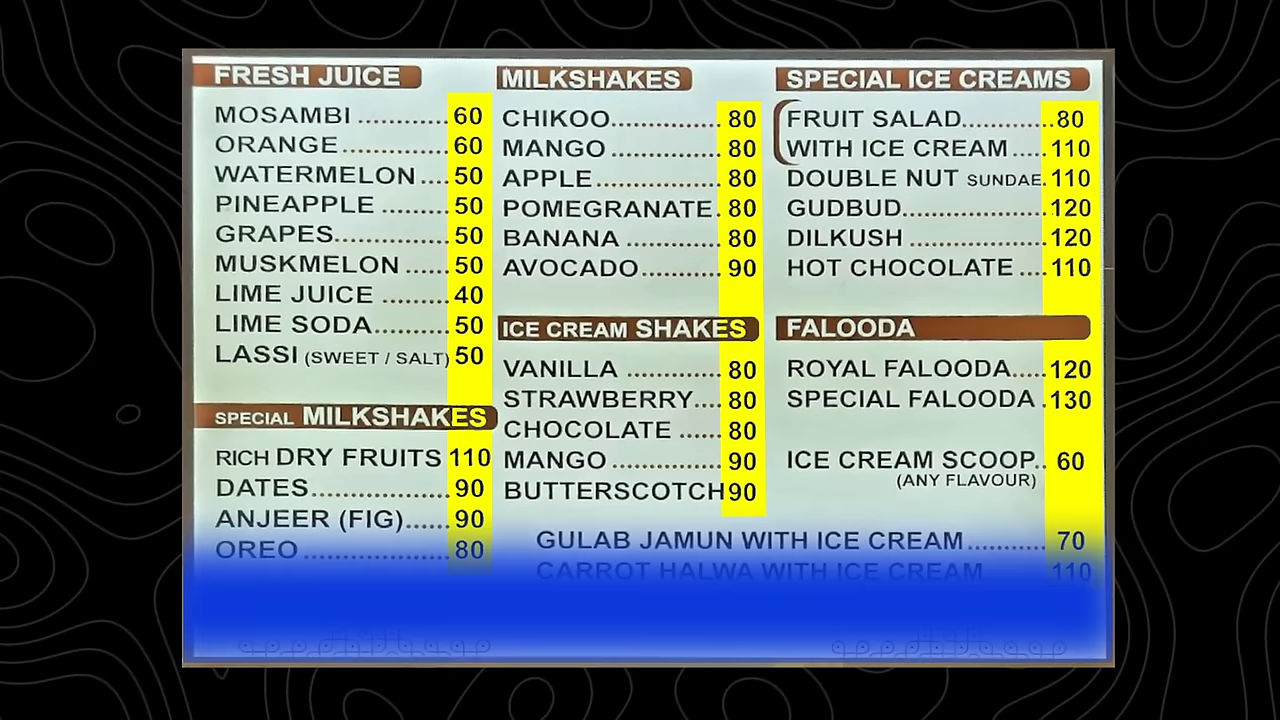 FRESH JUICE
MOSAMBI ............ 60
ORANGE ............... 60
WATERMELON .... 50
PINEAPPLE ......... 50
GRAPES ................ 50
MUSKMELON ...... 50
LIME JUICE ......... 40
LIME SODA .......... 50
LASSI (SWEET / SALT) 50
SPECIAL MILKSHAKES
RICH DRY FRUITS 110
DATES ................... 90
ANJEER (FIG) ...... 90
OREO .................... 80
MILKSHAKES
CHIKOO ............... 80
MANGO ............... 80
APPLE ................. 80
POMEGRANATE . 80
BANANA ............. 80
AVOCADO ........... 90
ICE CREAM SHAKES
VANILLA ............. 80
STRAWBERRY .... 80
CHOCOLATE ...... 80
MANGO ............... 90
BUTTERSCOTCH 90
SPECIAL ICE CREAMS
FRUIT SALAD ............ 80
WITH ICE CREAM ..... 110
DOUBLE NUT SUNDAE . 110
GUDBUD ..................... 120
DILKUSH .................... 120
HOT CHOCOLATE .... 110
FALOODA
ROYAL FALOODA ..... 120
SPECIAL FALOODA . 130
ICE CREAM SCOOP .. 60
(ANY FLAVOUR)
GULAB JAMUN WITH ICE CREAM ........... 70
CARROT HALWA WITH ICE CREAM 110